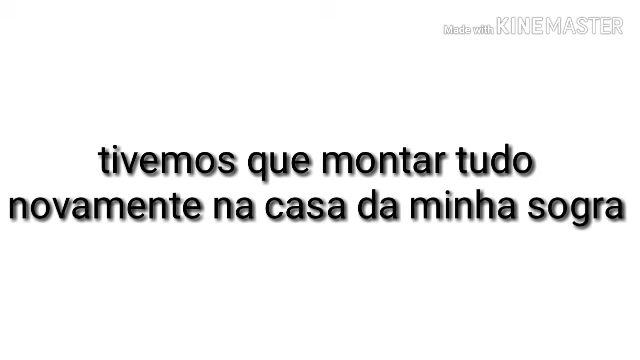 Made with KINEMASTER
tivemos que montar tudo
novamente na casa da minha sogra